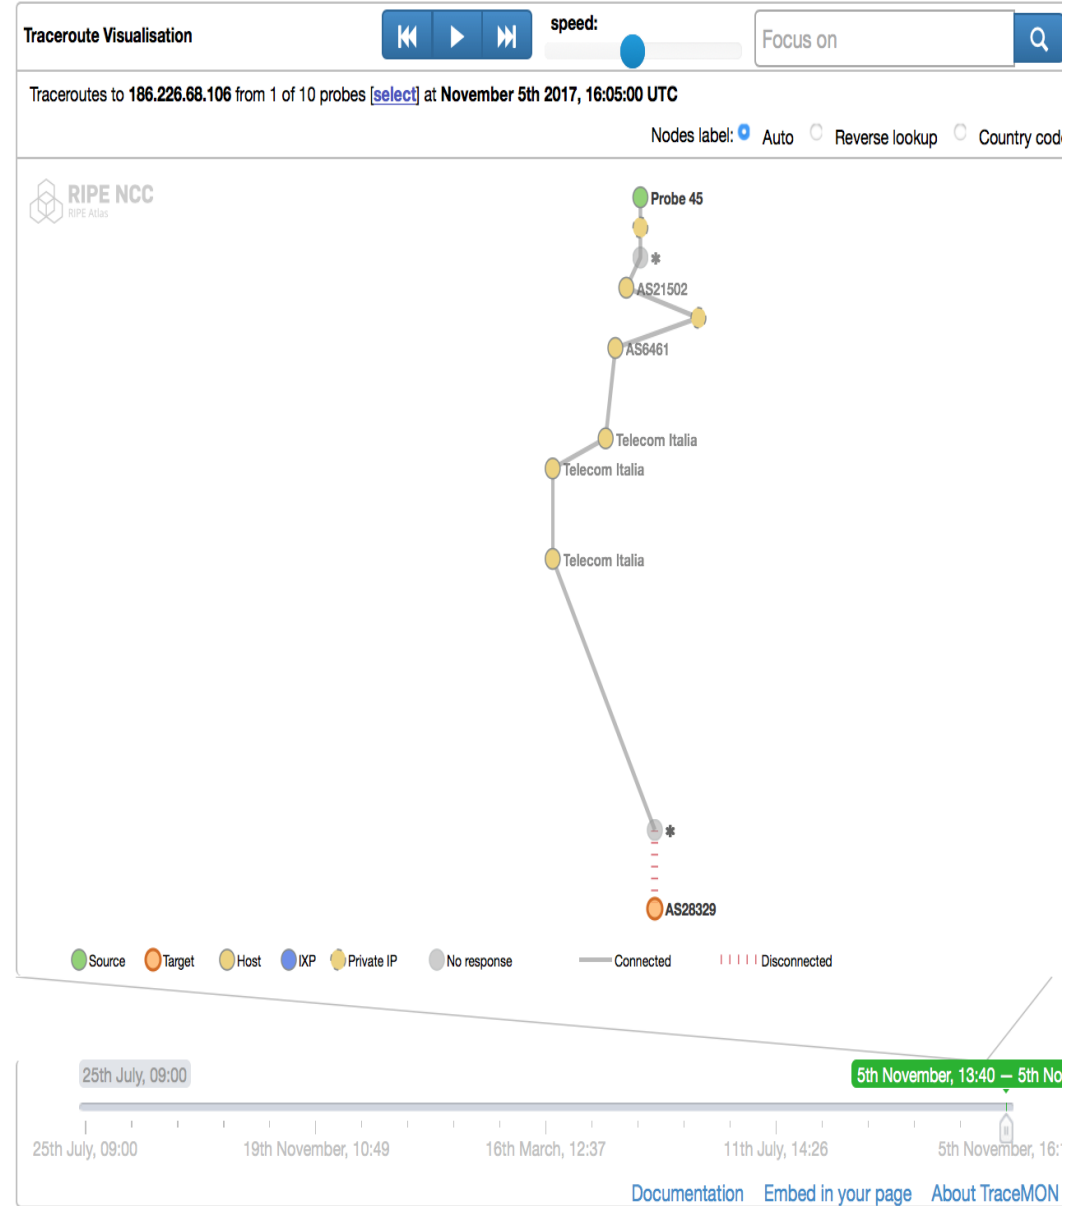 Traceroute Visualisation
speed:
Focus on
Traceroutes to 186.226.68.106 from 1 of 10 probes [select] at November 5th 2017, 16:05:00 UTC
Nodes label: Auto Reverse lookup Country cod
RIPE NCC
RIPE Atlas
Probe 45
*
AS21502
AS6461
Telecom Italia
Telecom Italia
Telecom Italia
*
AS28329
Source Target Host IXP Private IP No response Connected Disconnected
25th July, 09:00
5th November, 13:40 — 5th No
25th July, 09:00 19th November, 10:49 16th March, 12:37 11th July, 14:26 5th November, 16:
Documentation Embed in your page About TraceMON